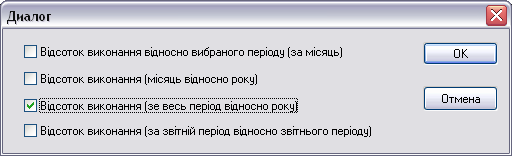 Диалог
Відсоток виконання відносно вибраного періоду (за місяць)
OK
Відсоток виконання (місяць відносно року)
Відсоток виконання (зе весь період відносно року)
Отмена
Відсоток виконання (за звітній період відносно звітнього періоду)